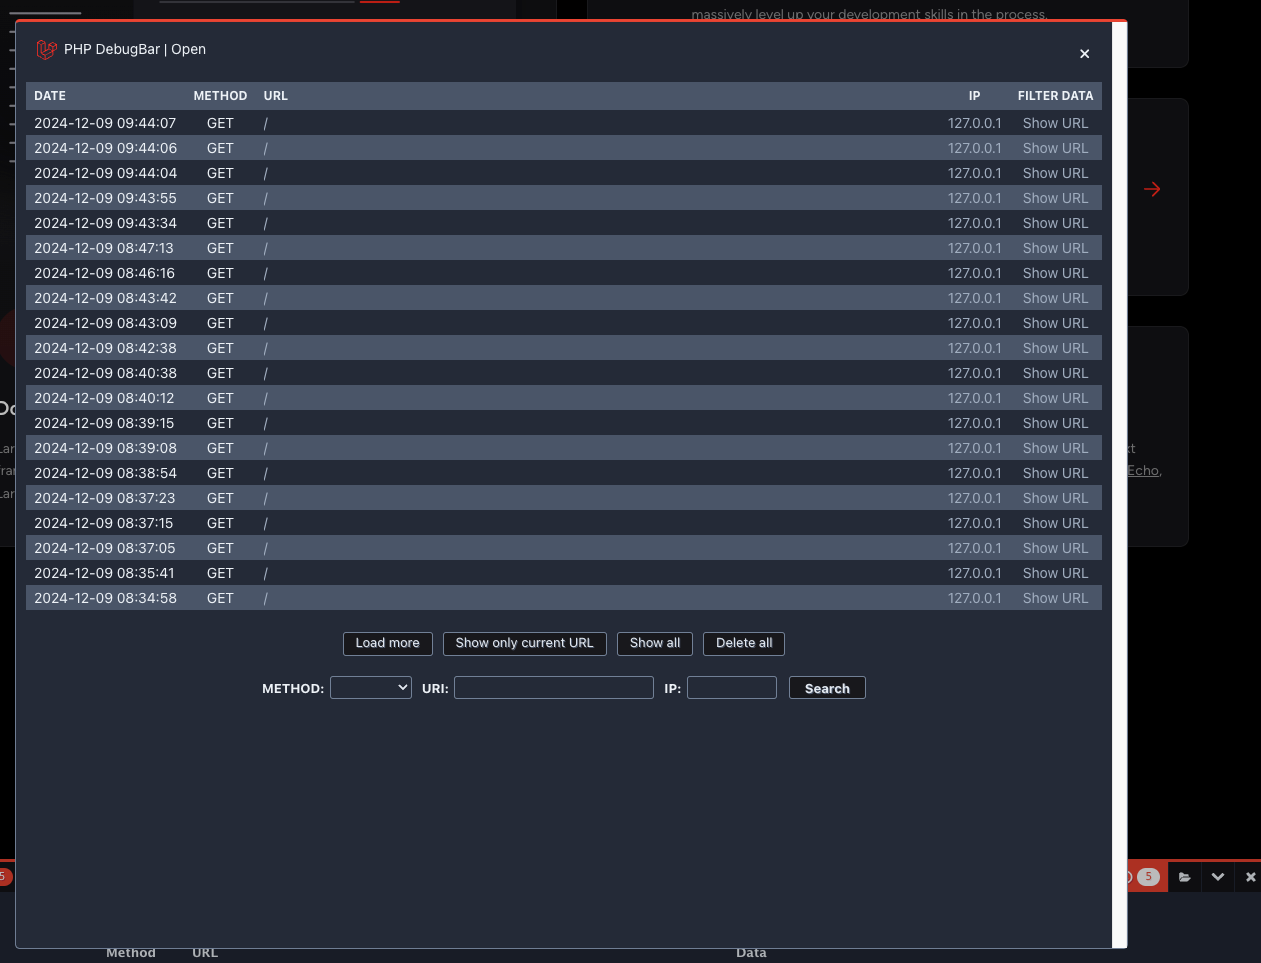 massively level up your development skills in the process.
PHP DebugBar | Open
×
DATE METHOD URL IP FILTER DATA
2024-12-09 09:44:07 GET / 127.0.0.1 Show URL
2024-12-09 09:44:06 GET / 127.0.0.1 Show URL
2024-12-09 09:44:04 GET / 127.0.0.1 Show URL
2024-12-09 09:43:55 GET / 127.0.0.1 Show URL
2024-12-09 09:43:34 GET / 127.0.0.1 Show URL
2024-12-09 08:47:13 GET / 127.0.0.1 Show URL
2024-12-09 08:46:16 GET / 127.0.0.1 Show URL
2024-12-09 08:43:42 GET / 127.0.0.1 Show URL
2024-12-09 08:43:09 GET / 127.0.0.1 Show URL
2024-12-09 08:42:38 GET / 127.0.0.1 Show URL
2024-12-09 08:40:38 GET / 127.0.0.1 Show URL
2024-12-09 08:40:12 GET / 127.0.0.1 Show URL
2024-12-09 08:39:15 GET / 127.0.0.1 Show URL
2024-12-09 08:39:08 GET / 127.0.0.1 Show URL
2024-12-09 08:38:54 GET / 127.0.0.1 Show URL
2024-12-09 08:37:23 GET / 127.0.0.1 Show URL
2024-12-09 08:37:15 GET / 127.0.0.1 Show URL
2024-12-09 08:37:05 GET / 127.0.0.1 Show URL
2024-12-09 08:35:41 GET / 127.0.0.1 Show URL
2024-12-09 08:34:58 GET / 127.0.0.1 Show URL
Load more Show only current URL Show all Delete all
METHOD: URI: IP: Search
Echo,
5 5
Method URL Data